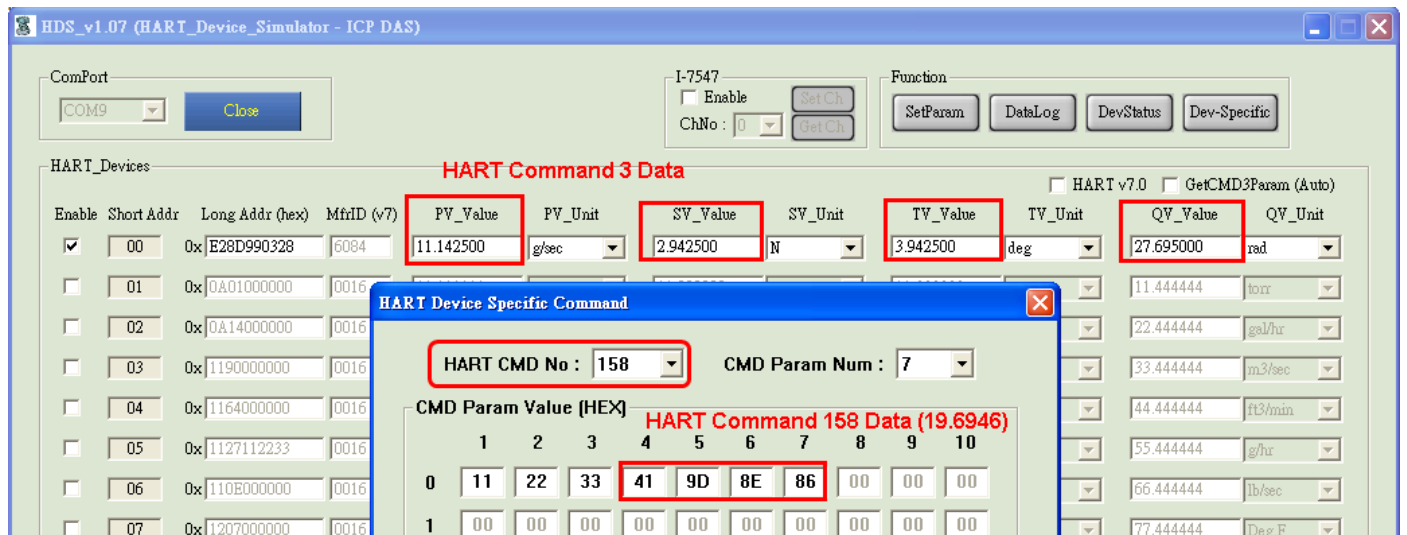 HDS_v1.07 (HART_Device_Simulator - ICP DAS)
ComPort
COM9 Close
I-7547
Enable Set Ch
ChNo : 0 Get Ch
Function
SetParam DataLog DevStatus Dev-Specific
HART_Devices
HART Command 3 Data
HART v7.0 GetCMD3Param (Auto)
Enable Short Addr Long Addr (hex) MfrID (v7) PV_Value PV_Unit SV_Value SV_Unit TV_Value TV_Unit QV_Value QV_Unit
00 0x E28D990328 6084 11.142500 g/sec 2.942500 N 3.942500 deg 27.695000 rad
01 0x 0A01000000 0016 11.444444 torr
HART Device Specific Command
02 0x 0A14000000 0016 22.444444 gal/hr
HART CMD No : 158 CMD Param Num : 7
03 0x 1190000000 0016 33.444444 m3/sec
04 0x 1164000000 0016 44.444444 ft3/min
CMD Param Value (HEX)
HART Command 158 Data (19.6946)
1 2 3 4 5 6 7 8 9 10
05 0x 1127112233 0016 55.444444 g/hr
0 11 22 33 41 9D 8E 86 00 00 00
06 0x 110E000000 0016 66.444444 lb/sec
1 00 00 00 00 00 00 00 00 00 00
07 0x 1207000000 0016 77.444444 Deg F